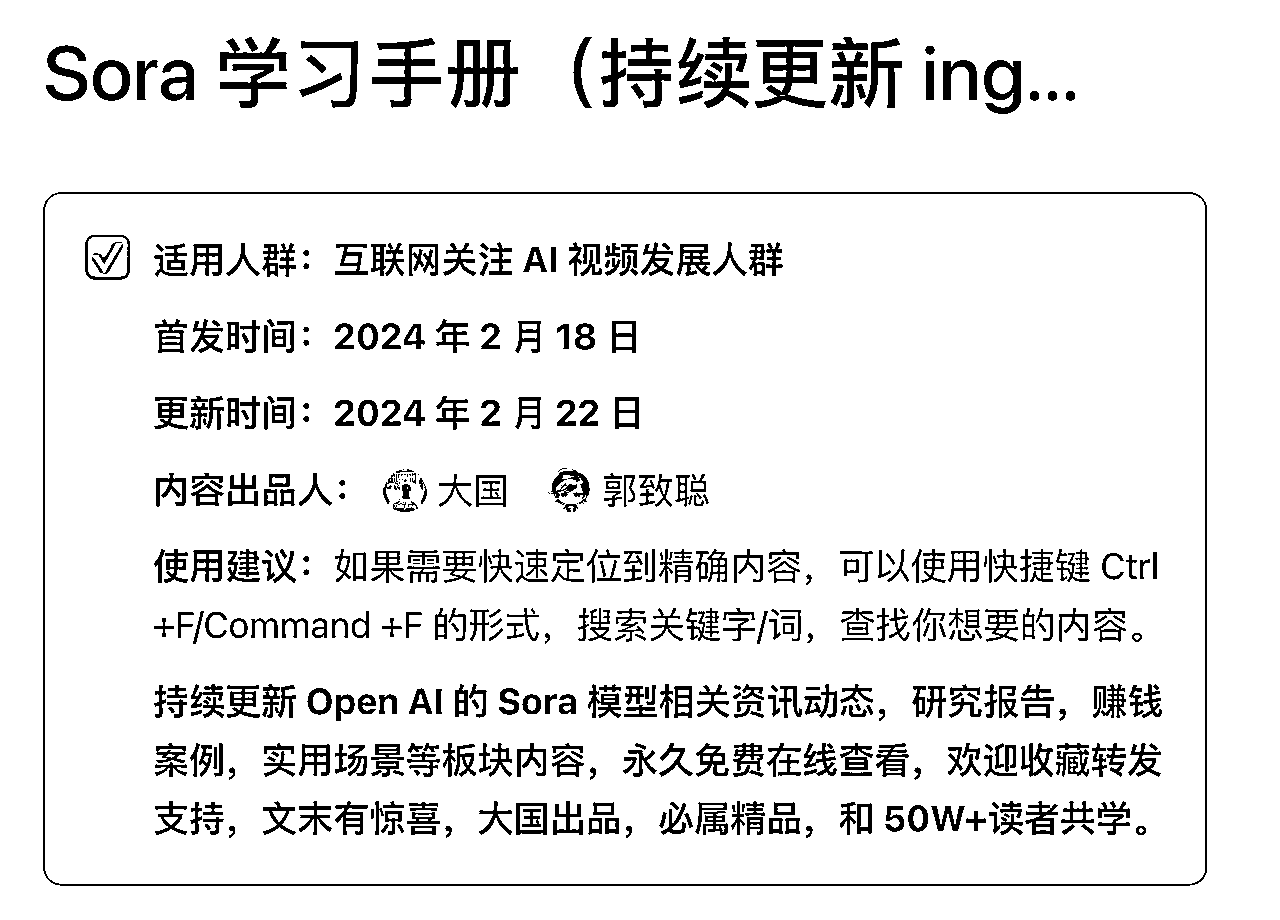 Sora 学习手册（持续更新 ing...
适用人群：互联网关注 AI 视频发展人群
首发时间：2024 年 2 月 18 日
更新时间：2024 年 2 月 22 日
内容出品人： 大国 郭致聪
使用建议：如果需要快速定位到精确内容，可以使用快捷键 Ctrl
+F/Command +F 的形式，搜索关键字/词，查找你想要的内容。
持续更新 Open AI 的 Sora 模型相关资讯动态，研究报告，赚钱
案例，实用场景等板块内容，永久免费在线查看，欢迎收藏转发
支持，文末有惊喜，大国出品，必属精品，和 50W+读者共学。